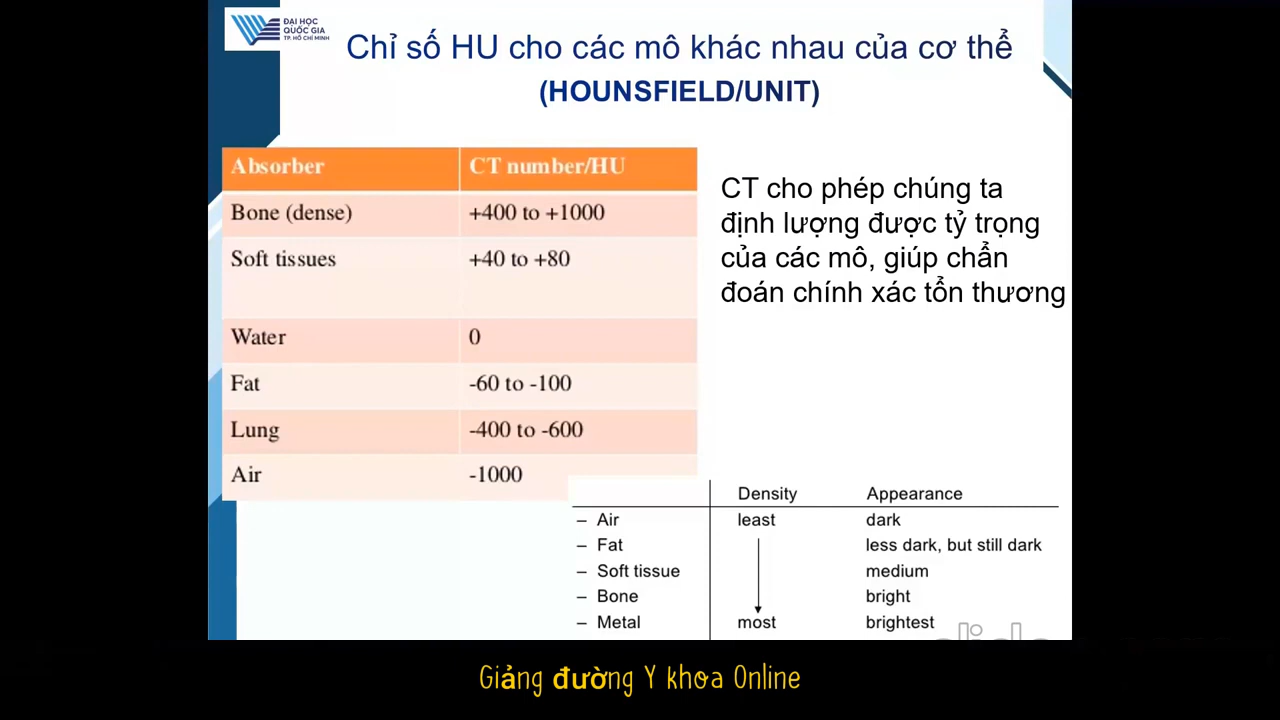 ĐẠI HỌC
QUỐC GIA
TP. HỒ CHÍ MINH
Chỉ số HU cho các mô khác nhau của cơ thể
(HOUNSFIELD/UNIT)
Absorber CT number/HU
Bone (dense) +400 to +1000
Soft tissues +40 to +80
Water 0
Fat -60 to -100
Lung -400 to -600
Air -1000
CT cho phép chúng ta
định lượng được tỷ trọng
của các mô, giúp chẩn
đoán chính xác tổn thương
Density Appearance
– Air least dark
– Fat less dark, but still dark
– Soft tissue medium
– Bone bright
– Metal most brightest
Giảng đường Y khoa Online